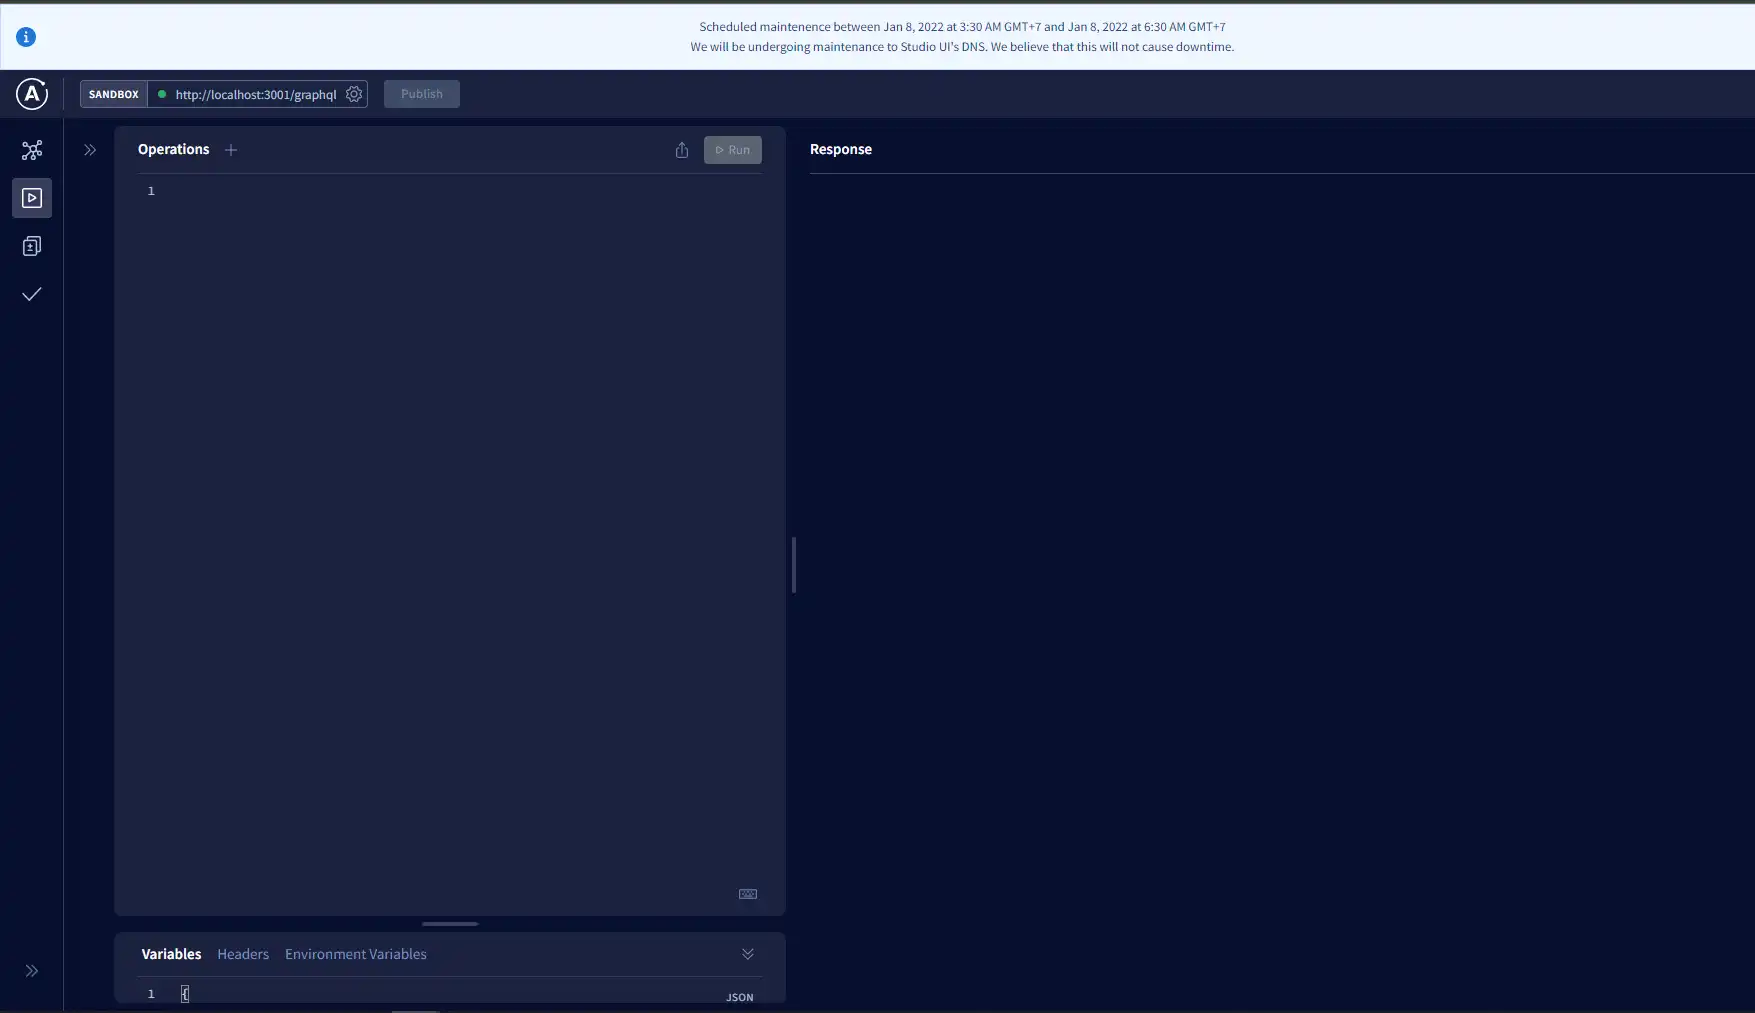 Scheduled maintenence between Jan 8, 2022 at 3:30 AM GMT+7 and Jan 8, 2022 at 6:30 AM GMT+7
We will be undergoing maintenance to Studio UI's DNS. We believe that this will not cause downtime.
SANDBOX http://localhost:3001/graphql Publish
Operations Run
Response
1
Variables Headers Environment Variables
1 {
JSON